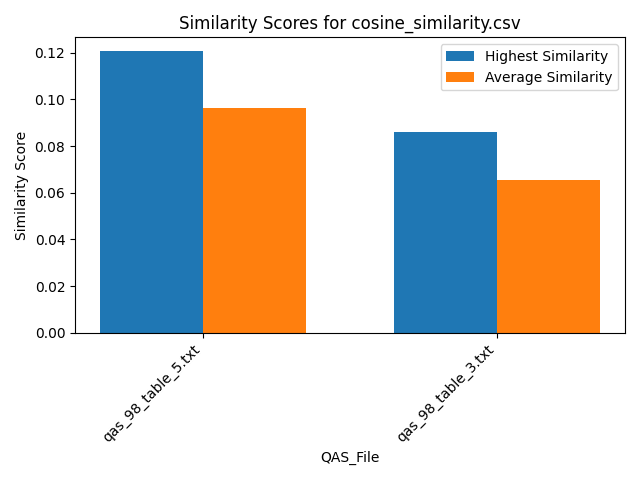 Similarity Scores for cosine_similarity.csv
Highest Similarity
Average Similarity
Similarity Score
0.12
0.10
0.08
0.06
0.04
0.02
0.00
qas_98_table_5.txt
qas_98_table_3.txt
QAS_File